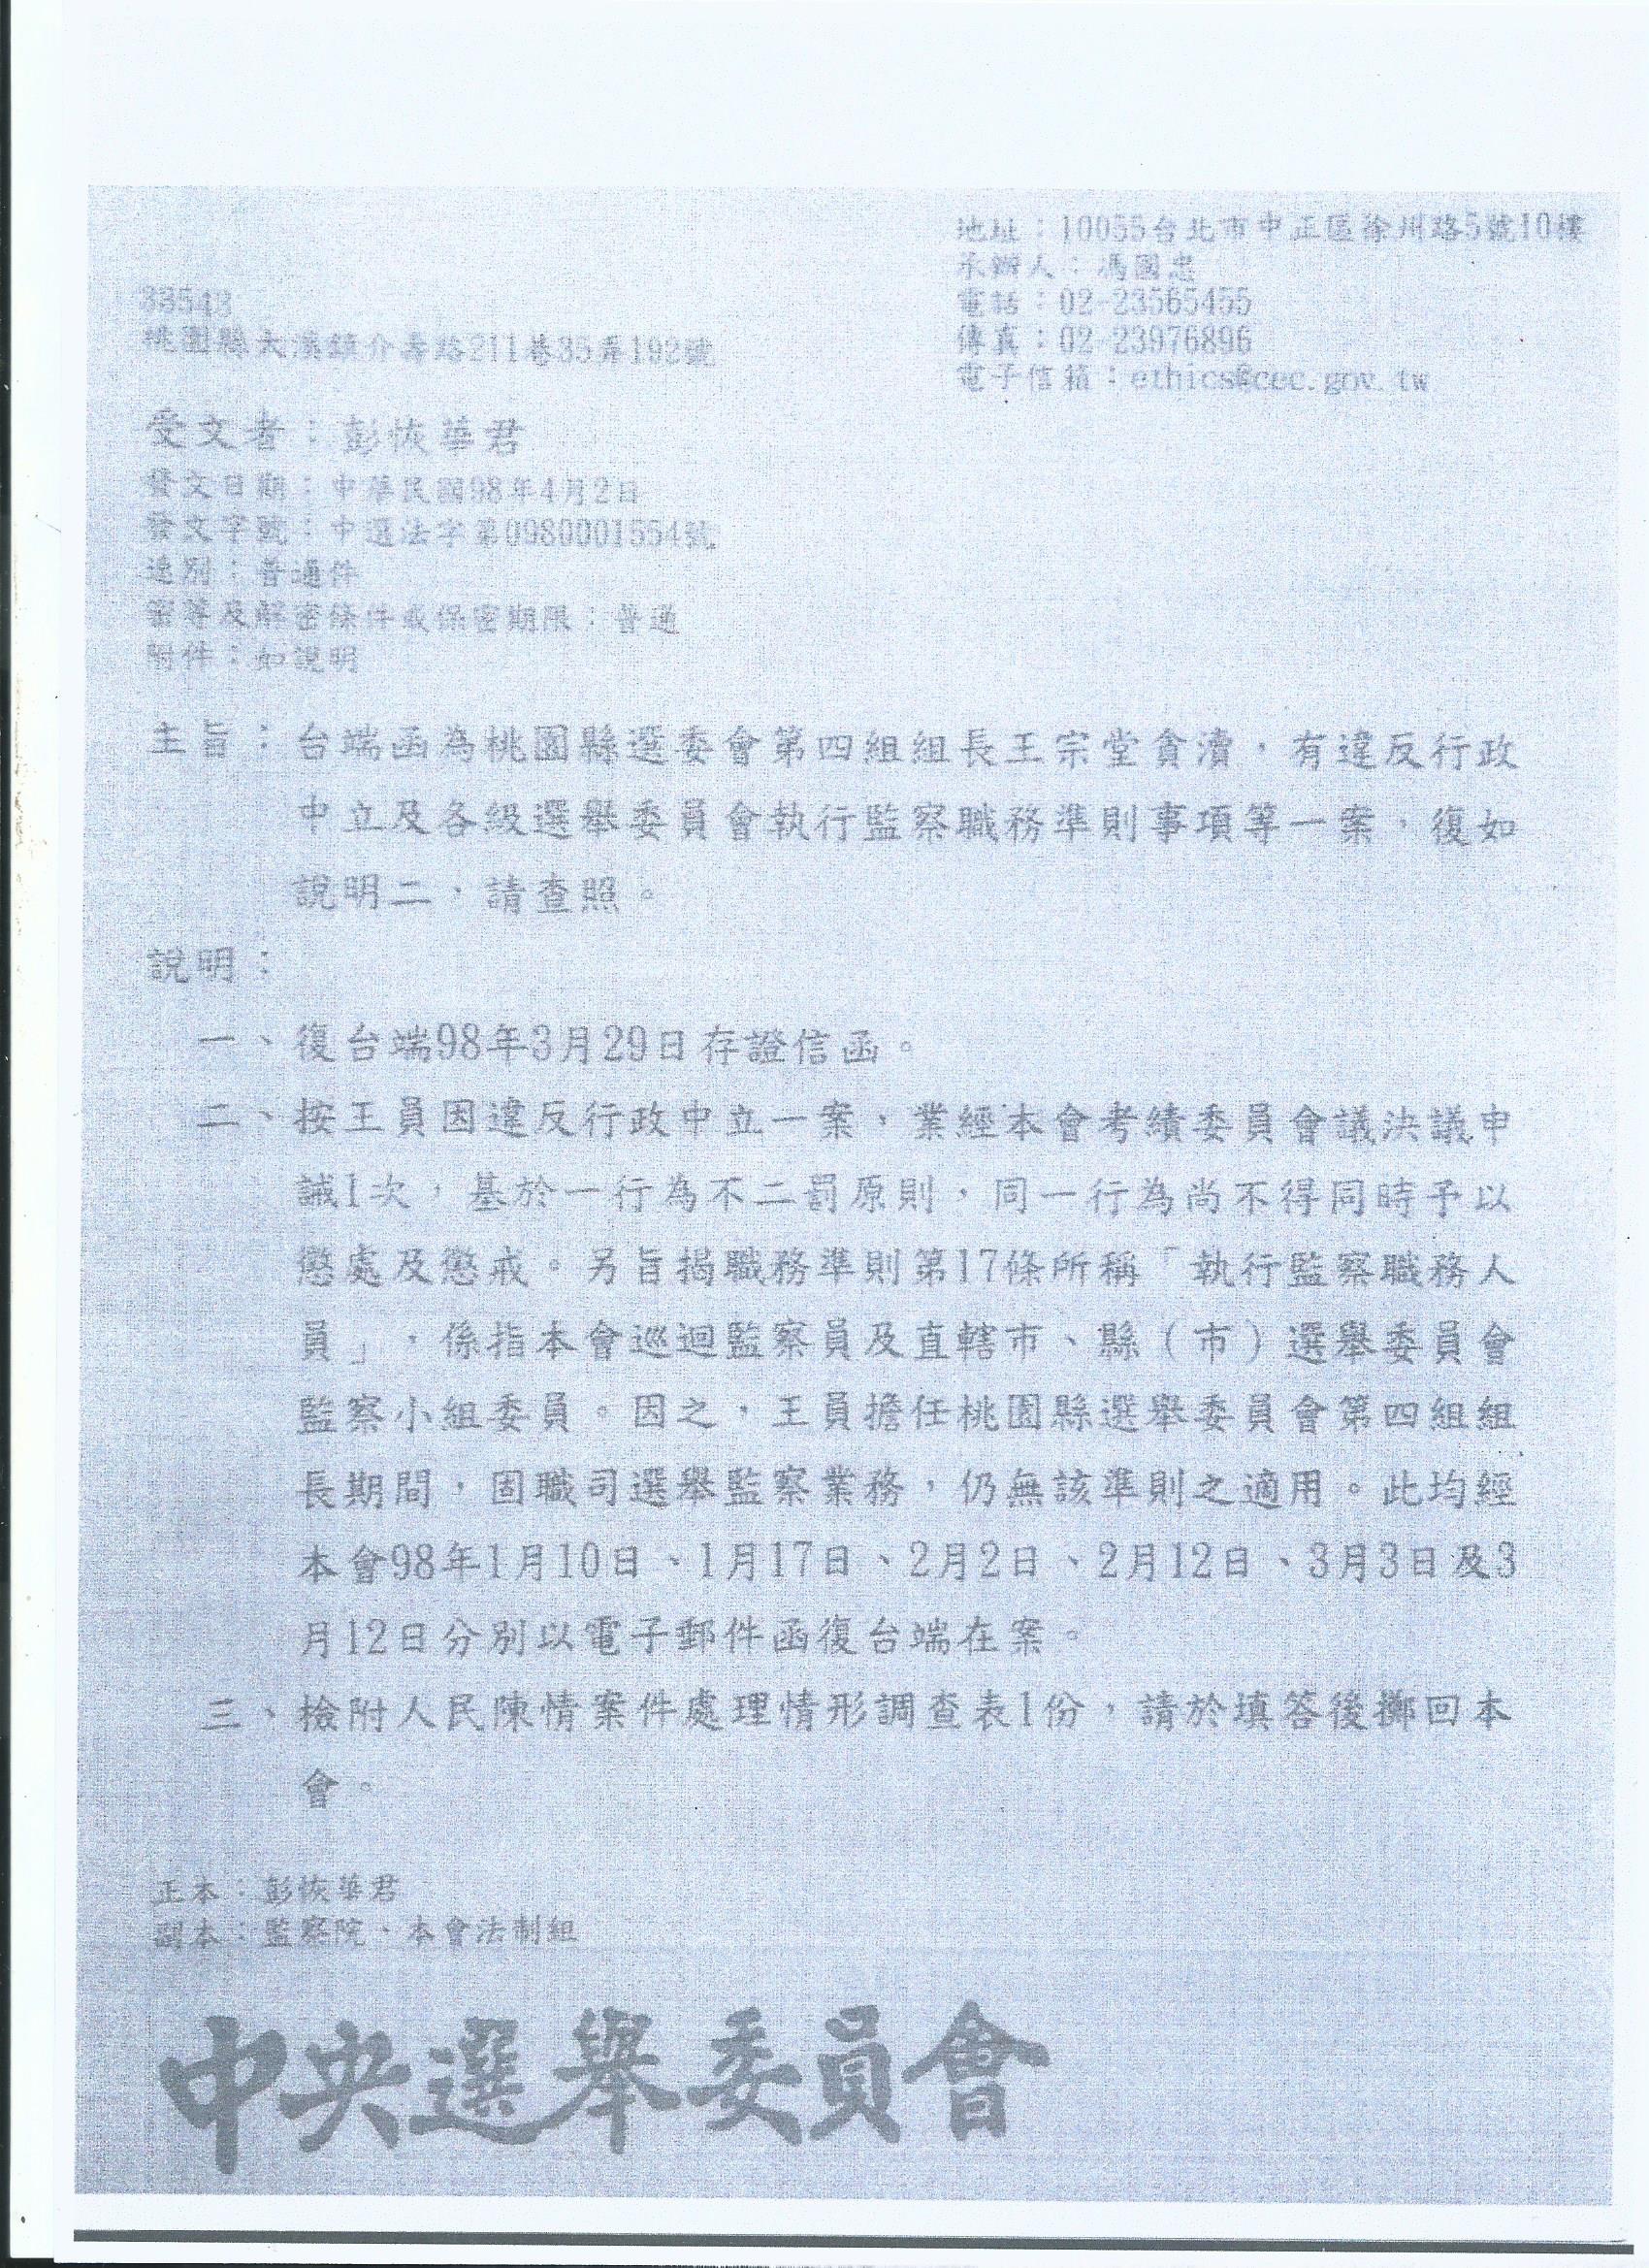 地址：10055台北市中正區徐州路5號10樓
承辦人：馮國忠
電話：02-23565455
傳真：02-23976896
電子信箱：ethics@cec.gov.tw
33543
桃園縣大溪鎮介壽路211巷35弄192號
受文者：彭恢華君
發文日期：中華民國98年4月2日
發文字號：中選法字第0980001554號
速別：普通件
密等及解密條件或保密期限：普通
附件：如說明
主旨：台端函為桃園縣選委會第四組組長王宗堂貪瀆，有違反行政
中立及各級選舉委員會執行監察職務準則事項等一案，復如
說明二，請查照。
說明：
一、復台端98年3月29日存證信函。
二、按王員因違反行政中立一案，業經本會考績委員會議決議申
誡1次，基於一行為不二罰原則，同一行為尚不得同時予以
懲處及懲戒。另旨揭職務準則第17條所稱「執行監察職務人
員」，係指本會巡迴監察員及直轄市、縣（市）選舉委員會
監察小組委員。因之，王員擔任桃園縣選舉委員會第四組組
長期間，固職司選舉監察業務，仍無該準則之適用。此均經
本會98年1月10日、1月17日、2月2日、2月12日、3月3日及3
月12日分別以電子郵件函復台端在案。
三、檢附人民陳情案件處理情形調查表1份，請於填答後擲回本
會。
正本：彭恢華君
副本：監察院、本會法制組
中央選舉委員會